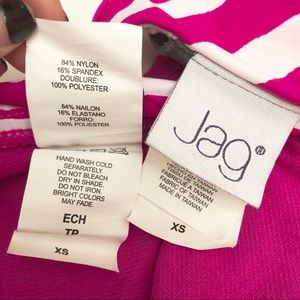 84% NYLON
16% SPANDEX
DOUBLURE:
100% POLYESTER
84% NAILON
16% ELASTANO
FORRO:
100% POLYESTER
HAND WASH COLD
SEPARATELY.
DO NOT BLEACH
DRY IN SHADE.
DO NOT IRON.
BRIGHT COLORS
MAY FADE.
ECH
TP
XS
Jag®
FABRIC OF TAIWAN
MADE IN TAIWAN
XS